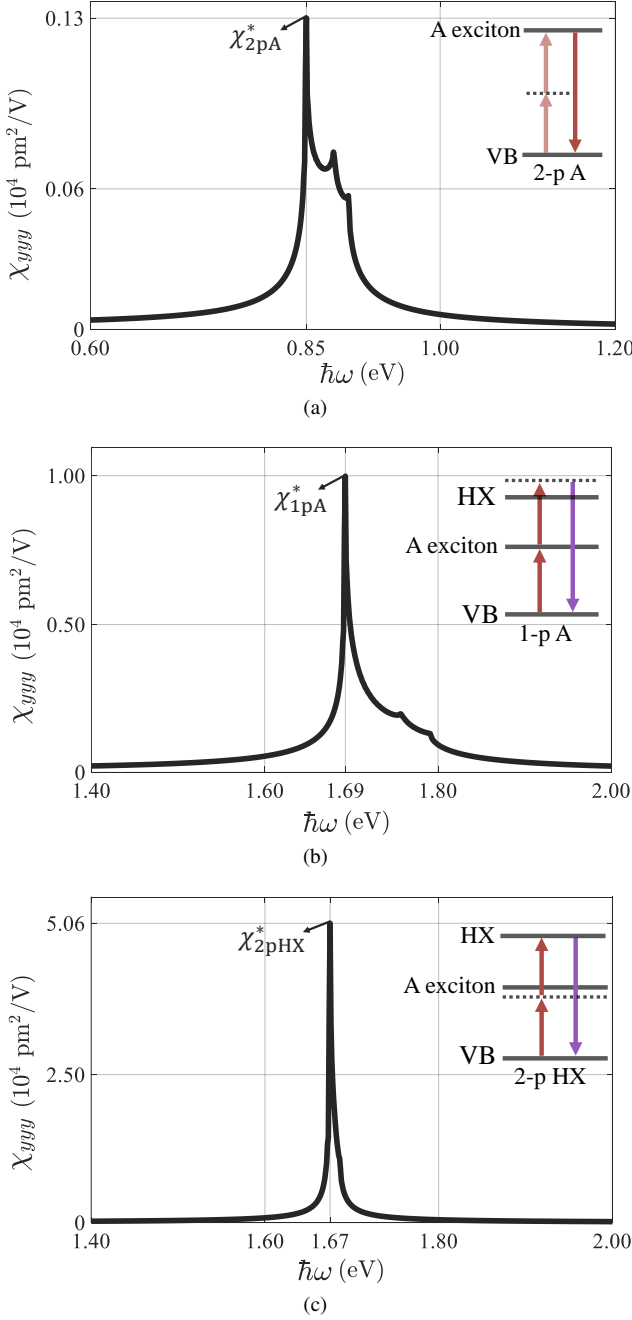 0.13
χ*2pA
A exciton
VB
2-p A
0.06
0
χyyy (10⁴ pm²/V)
0.60
0.85
1.00
1.20
ħω (eV)
(a)
1.00
χ*1pA
HX
A exciton
VB
1-p A
0.50
0
χyyy (10⁴ pm²/V)
1.40
1.60
1.69
1.80
2.00
ħω (eV)
(b)
5.06
χ*2pHX
HX
A exciton
VB
2-p HX
2.50
0
χyyy (10⁴ pm²/V)
1.40
1.60
1.67
1.80
2.00
ħω (eV)
(c)